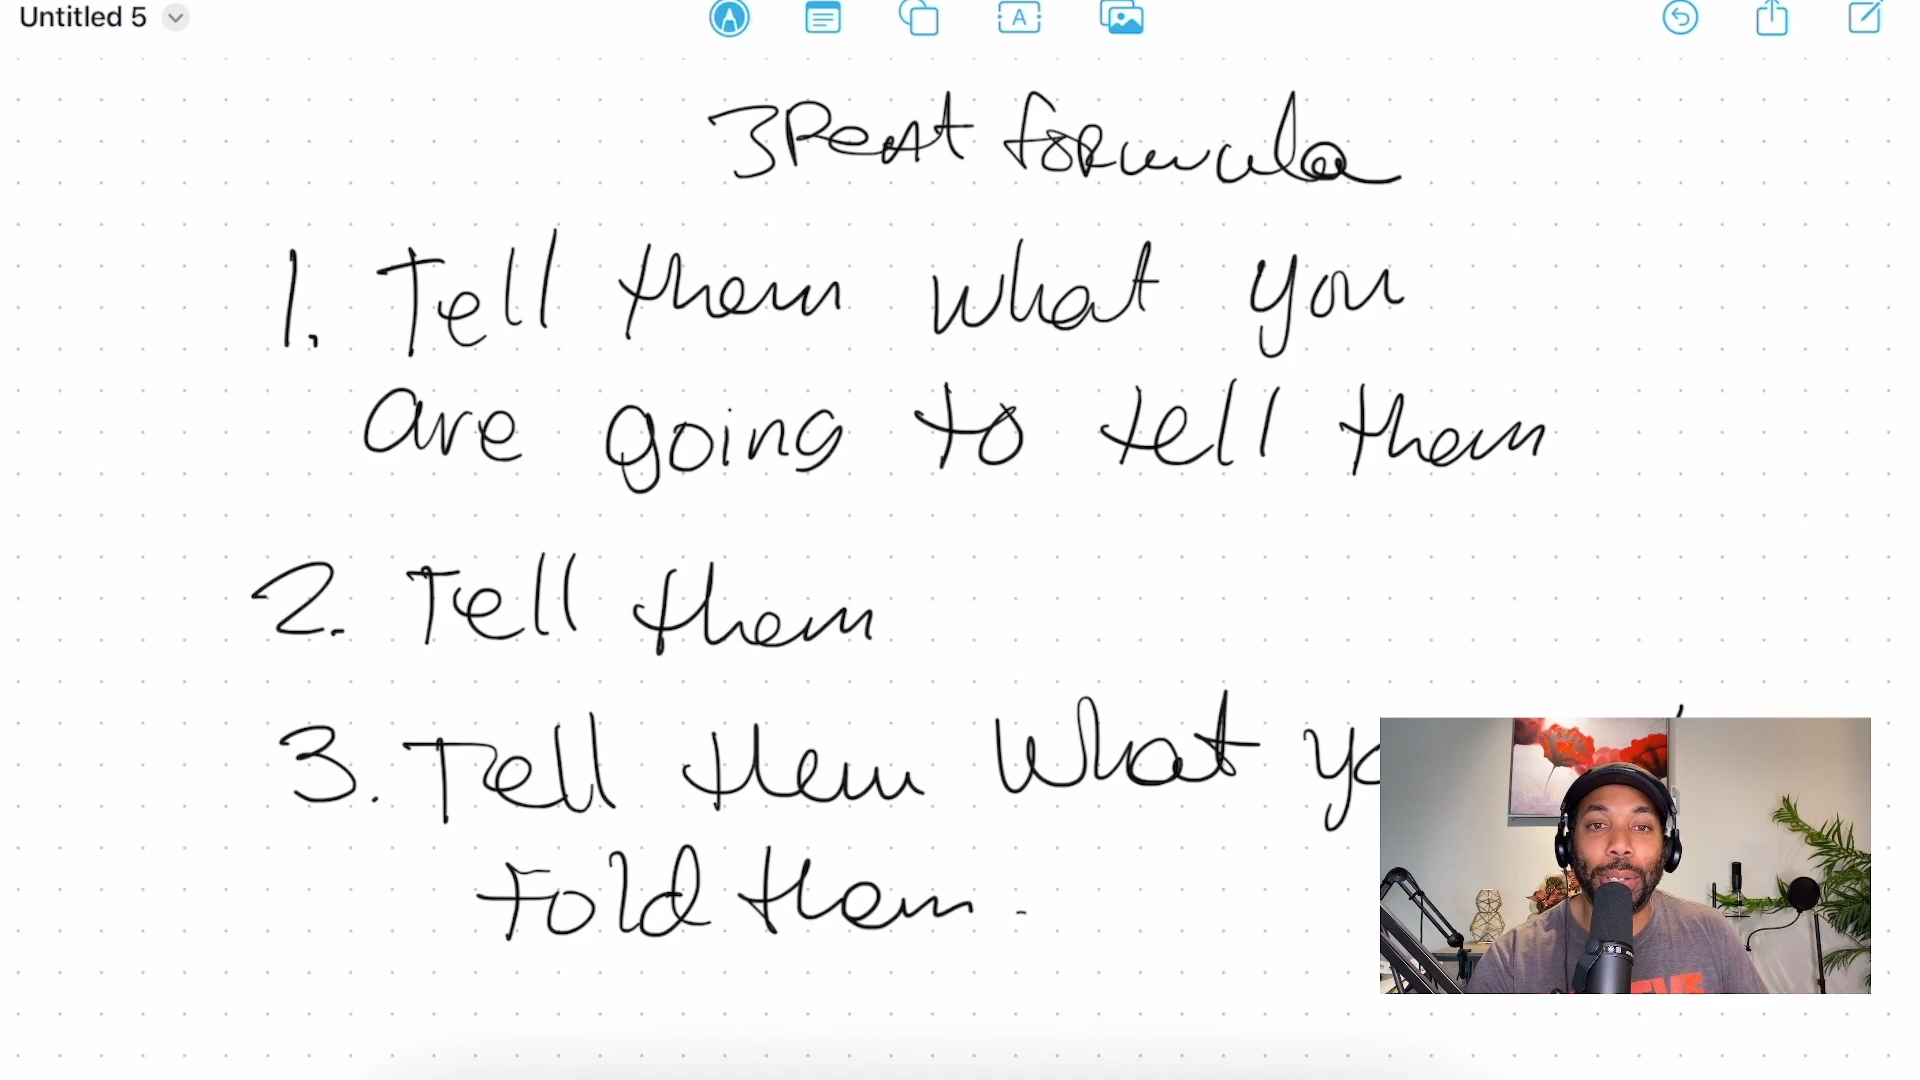 Untitled 5
A
3Peat formula
1. Tell them what you
are going to tell them
2. Tell them
3. Tell them what yo
told them.